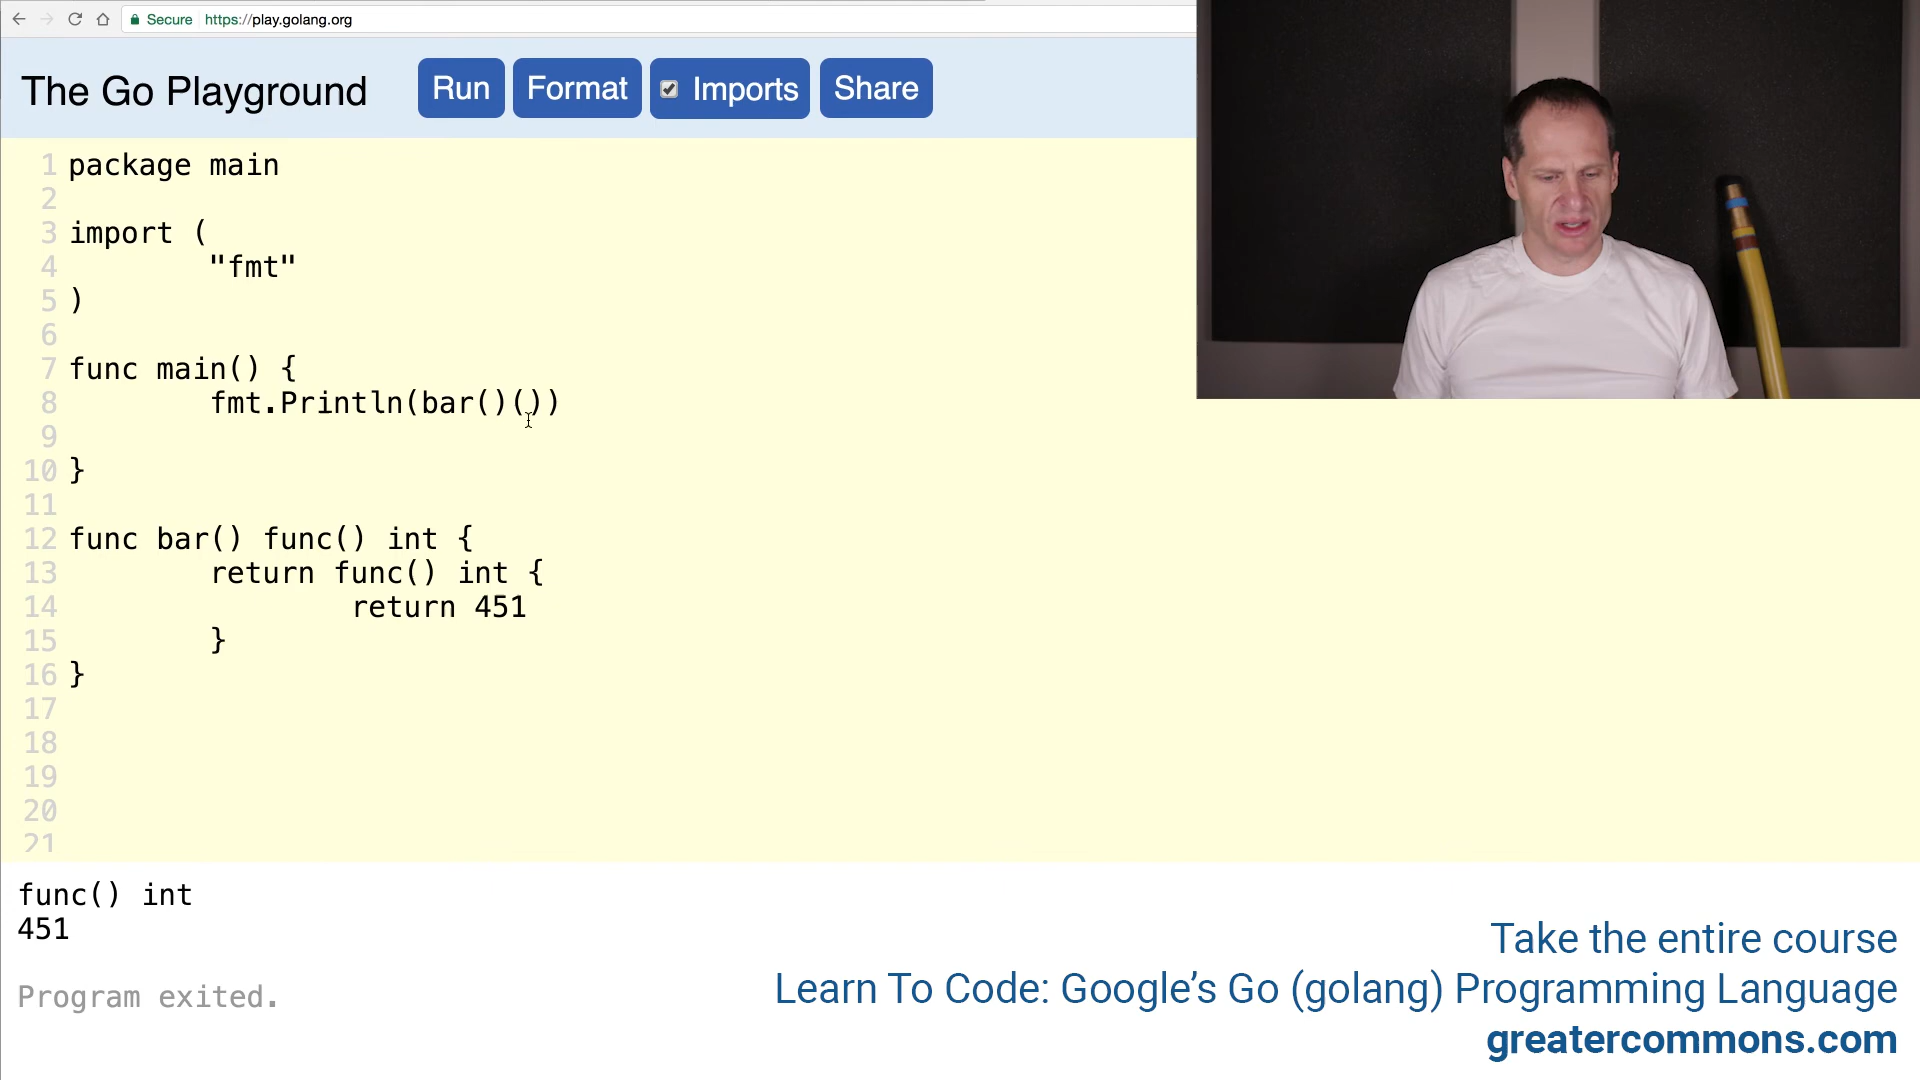 Secure https://play.golang.org
The Go Playground Run Format Imports Share
1 package main
2
3 import (
4 "fmt"
5 )
6
7 func main() {
8 fmt.Println(bar()())
9
10 }
11
12 func bar() func() int {
13 return func() int {
14 return 451
15 }
16 }
17
18
19
20
21
func() int
451
Program exited.
Take the entire course
Learn To Code: Google’s Go (golang) Programming Language
greatercommons.com